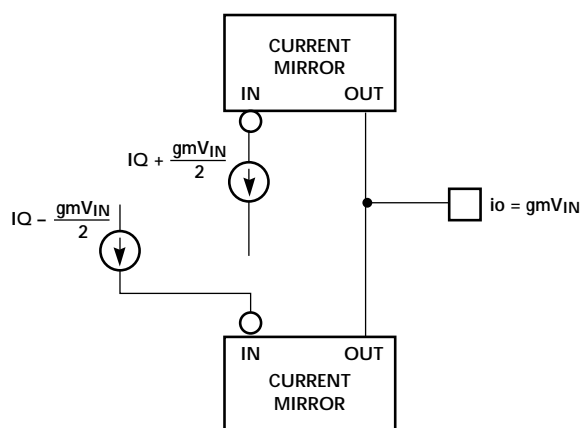 CURRENT
MIRROR
IN OUT
IQ + gmVIN
2
IQ – gmVIN
2
io = gmVIN
IN OUT
CURRENT
MIRROR